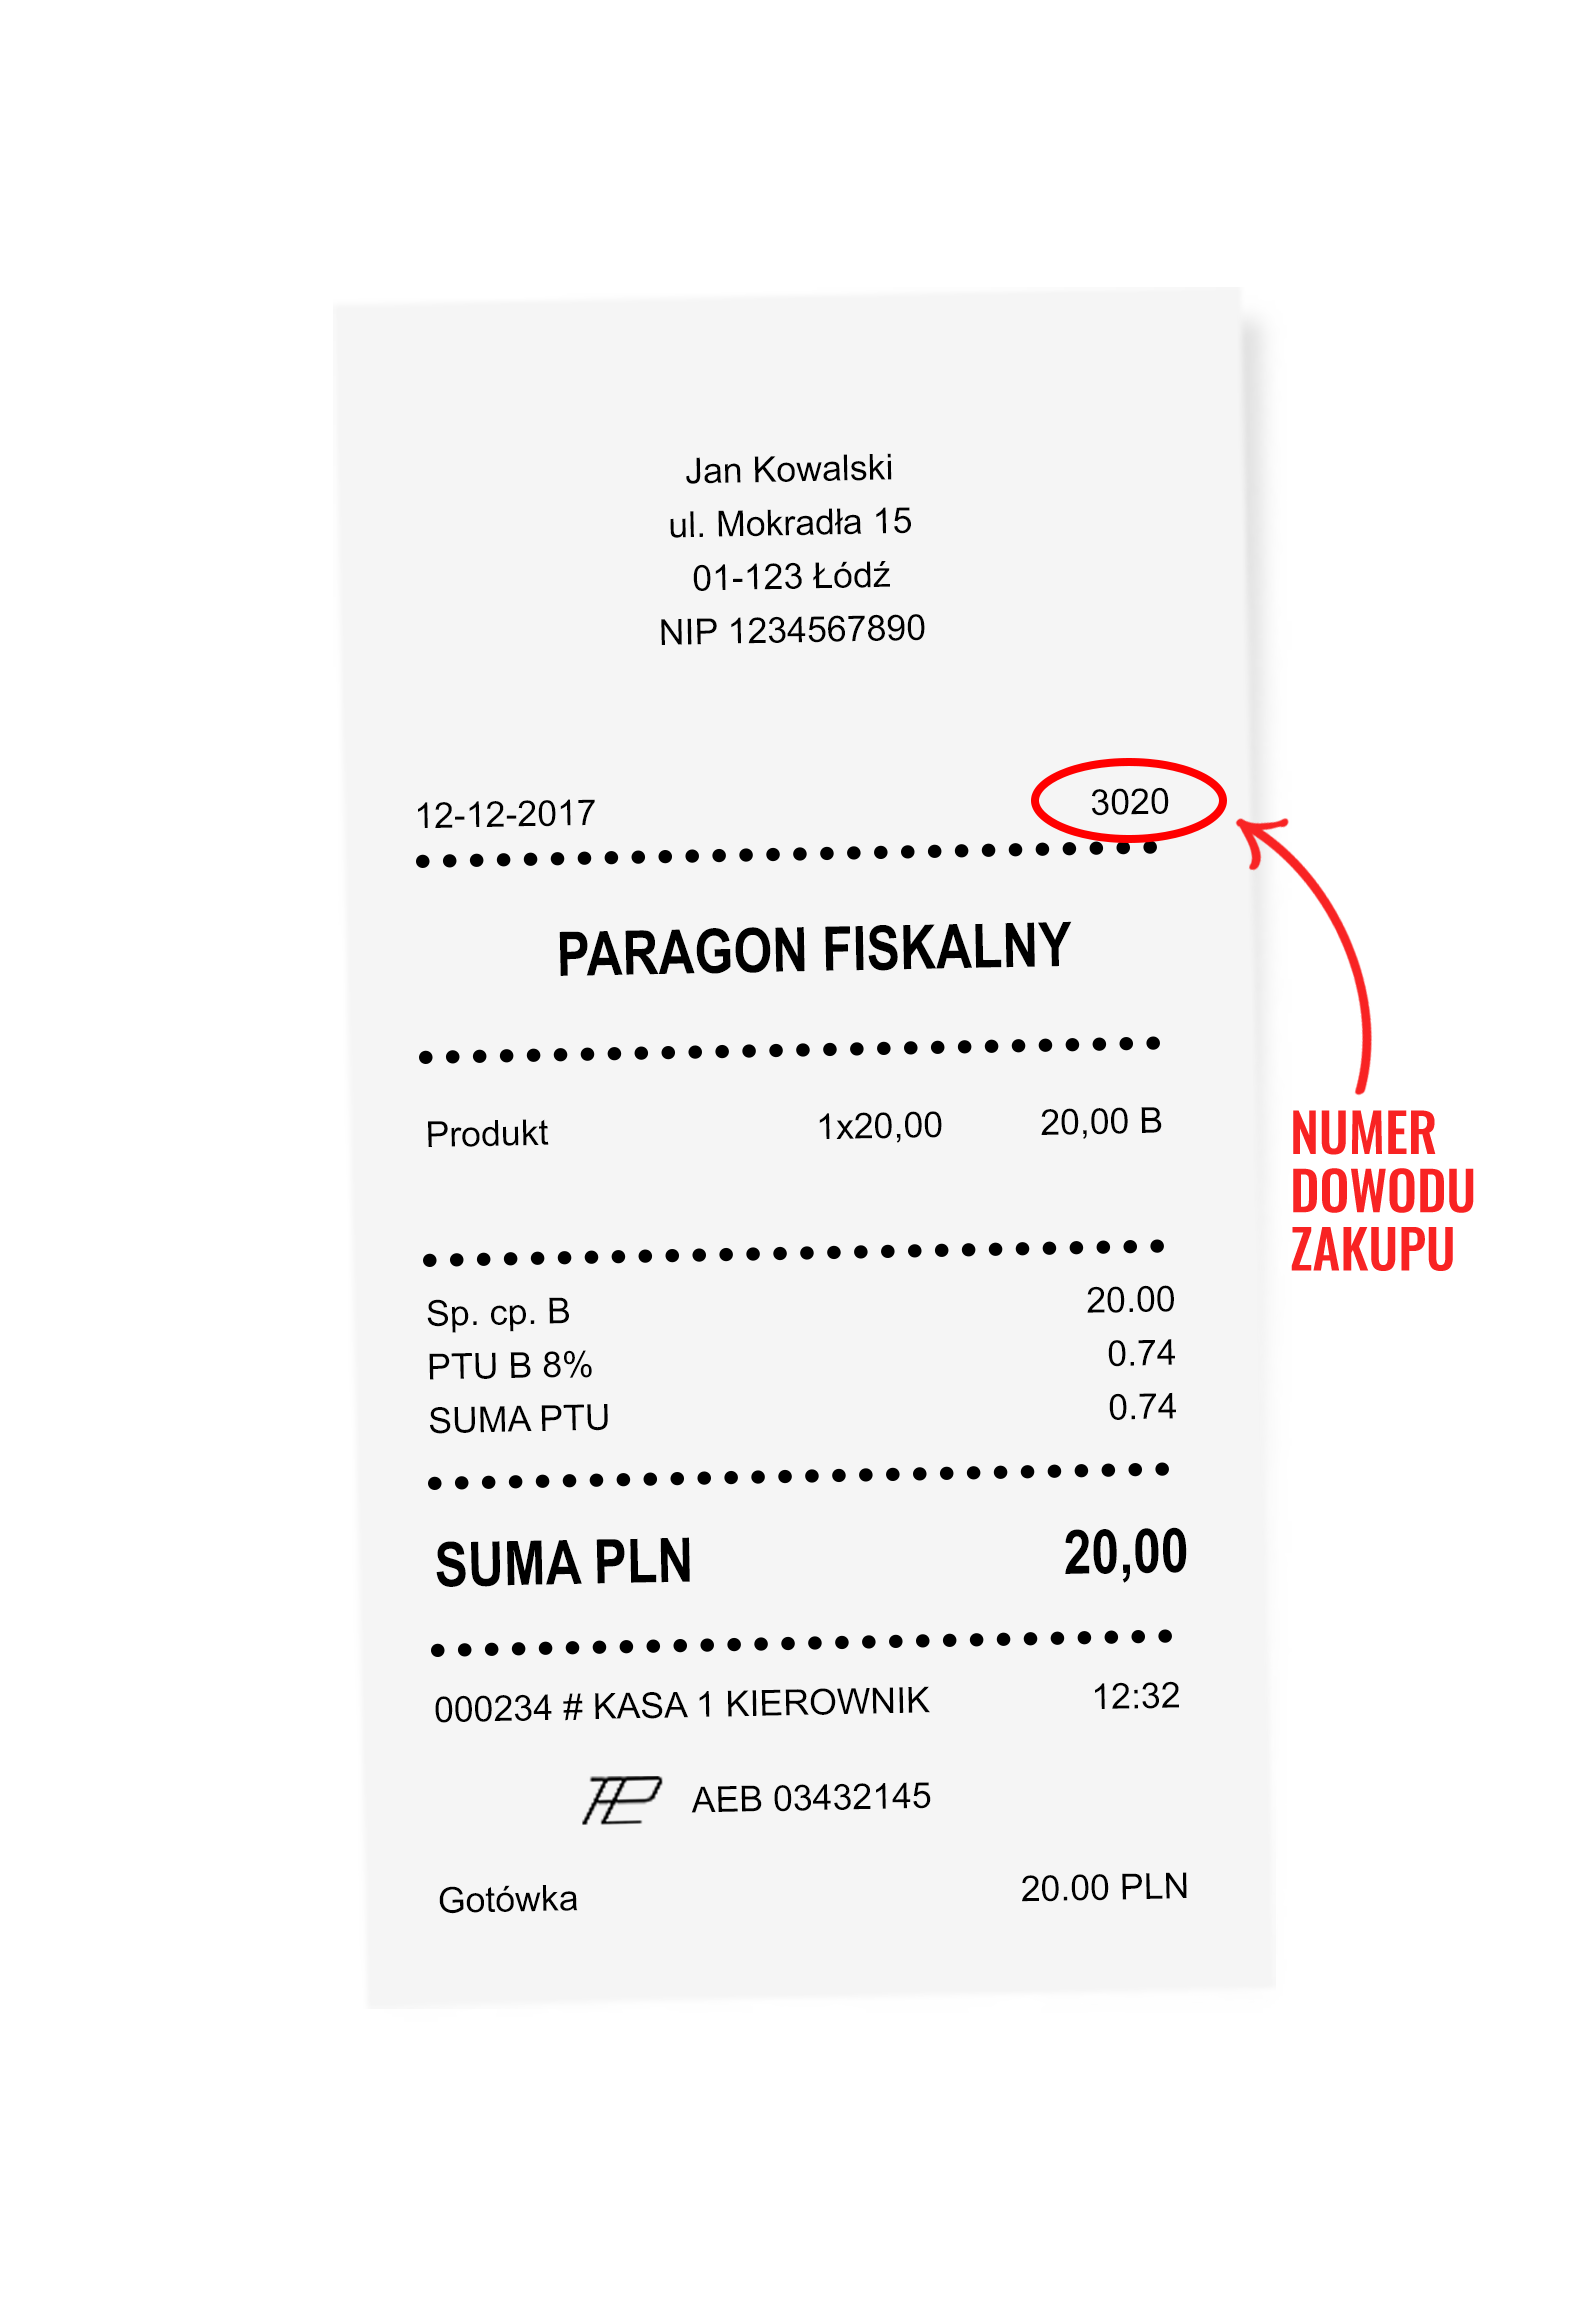 Jan Kowalski
ul. Mokradła 15
01-123 Łódź
NIP 1234567890
12-12-2017 3020
PARAGON FISKALNY
Produkt 1x20,00 20,00 B
Sp. cp. B 20.00
PTU B 8% 0.74
SUMA PTU 0.74
SUMA PLN 20,00
000234 # KASA 1 KIEROWNIK 12:32
AEB 03432145
Gotówka 20.00 PLN
NUMER
DOWODU
ZAKUPU